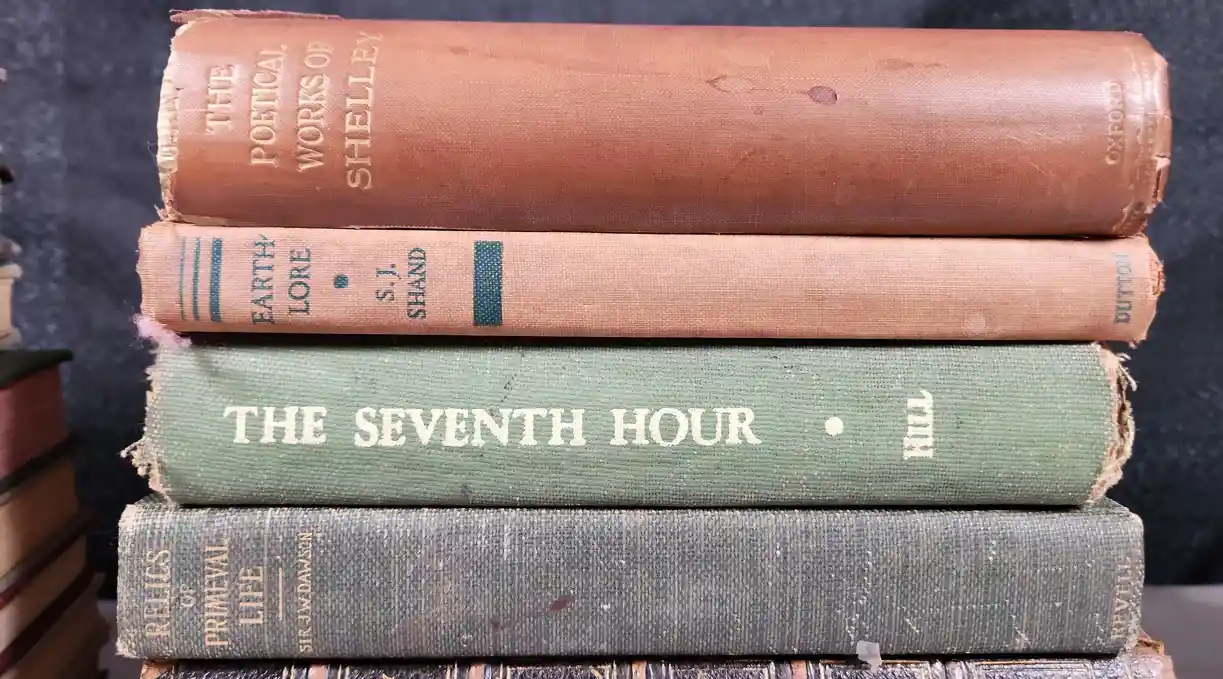 THE
POETICAL
WORKS OF
SHELLEY
OXFORD
EARTH
LORE
S. J.
SHAND
DUTTON
THE SEVENTH HOUR • HILL
RELICS
OF
PRIMEVAL
LIFE
SIR J.W. DAWSON
REVELL